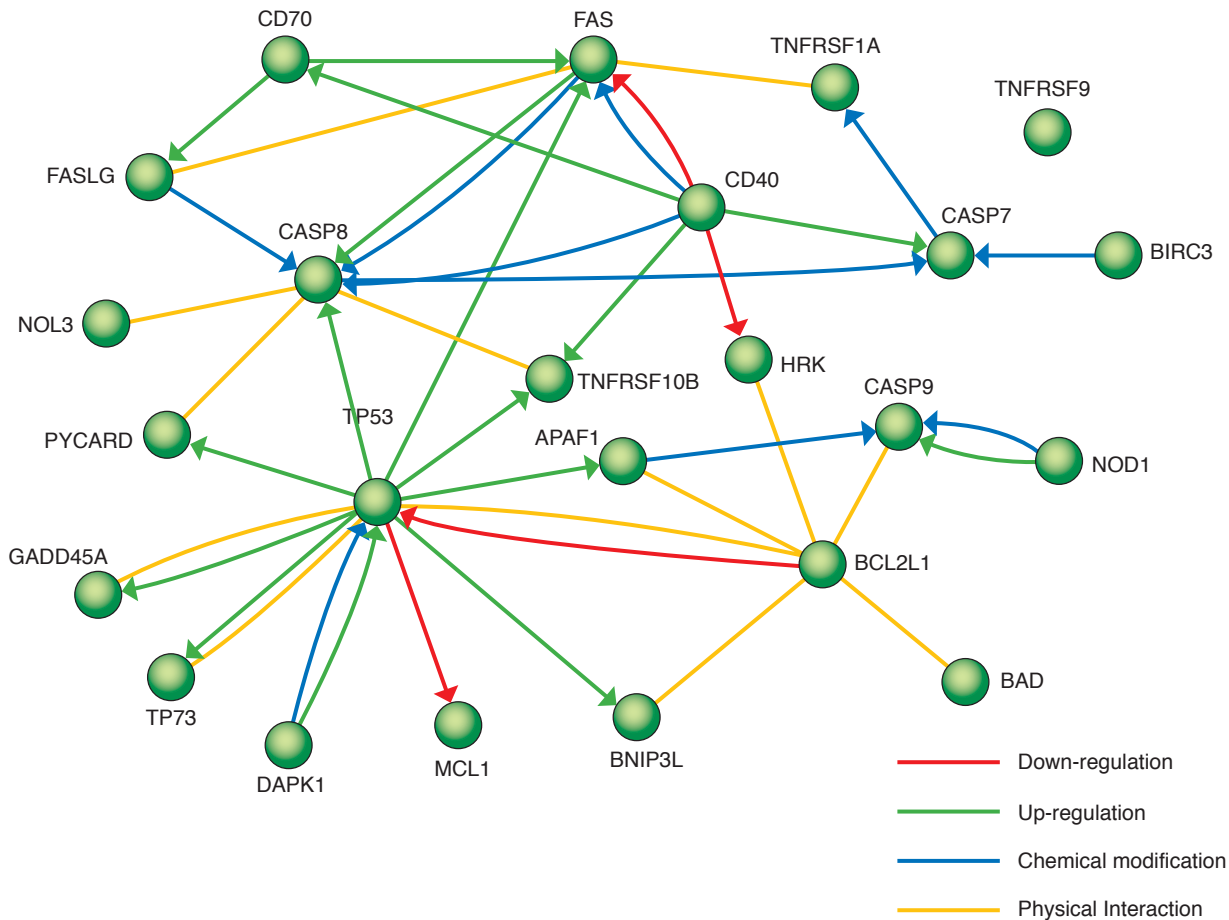 CD70
FAS
TNFRSF1A
TNFRSF9
FASLG
CD40
CASP8
CASP7
BIRC3
NOL3
HRK
TNFRSF10B
CASP9
TP53
PYCARD
APAF1
NOD1
GADD45A
BCL2L1
BAD
TP73
BNIP3L
MCL1
DAPK1
Down-regulation
Up-regulation
Chemical modification
Physical Interaction